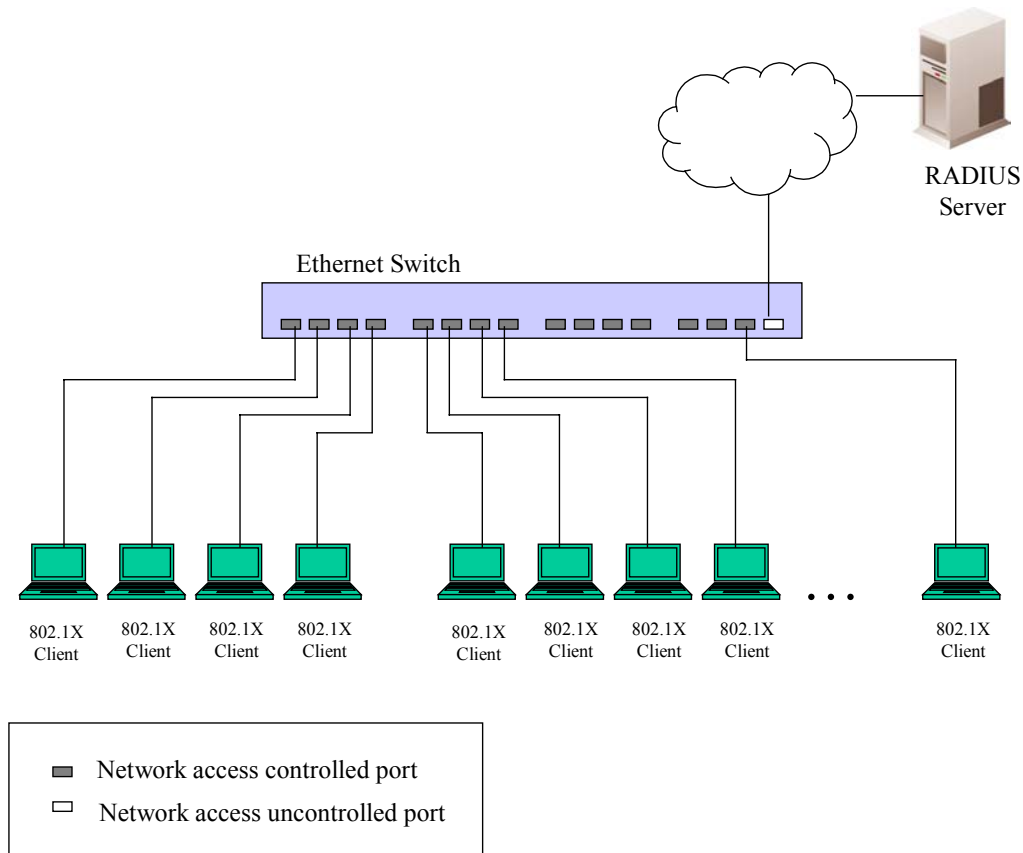 RADIUS
Server
Ethernet Switch
802.1X
Client
802.1X
Client
802.1X
Client
802.1X
Client
802.1X
Client
802.1X
Client
802.1X
Client
802.1X
Client
. . .
802.1X
Client
Network access controlled port
Network access uncontrolled port